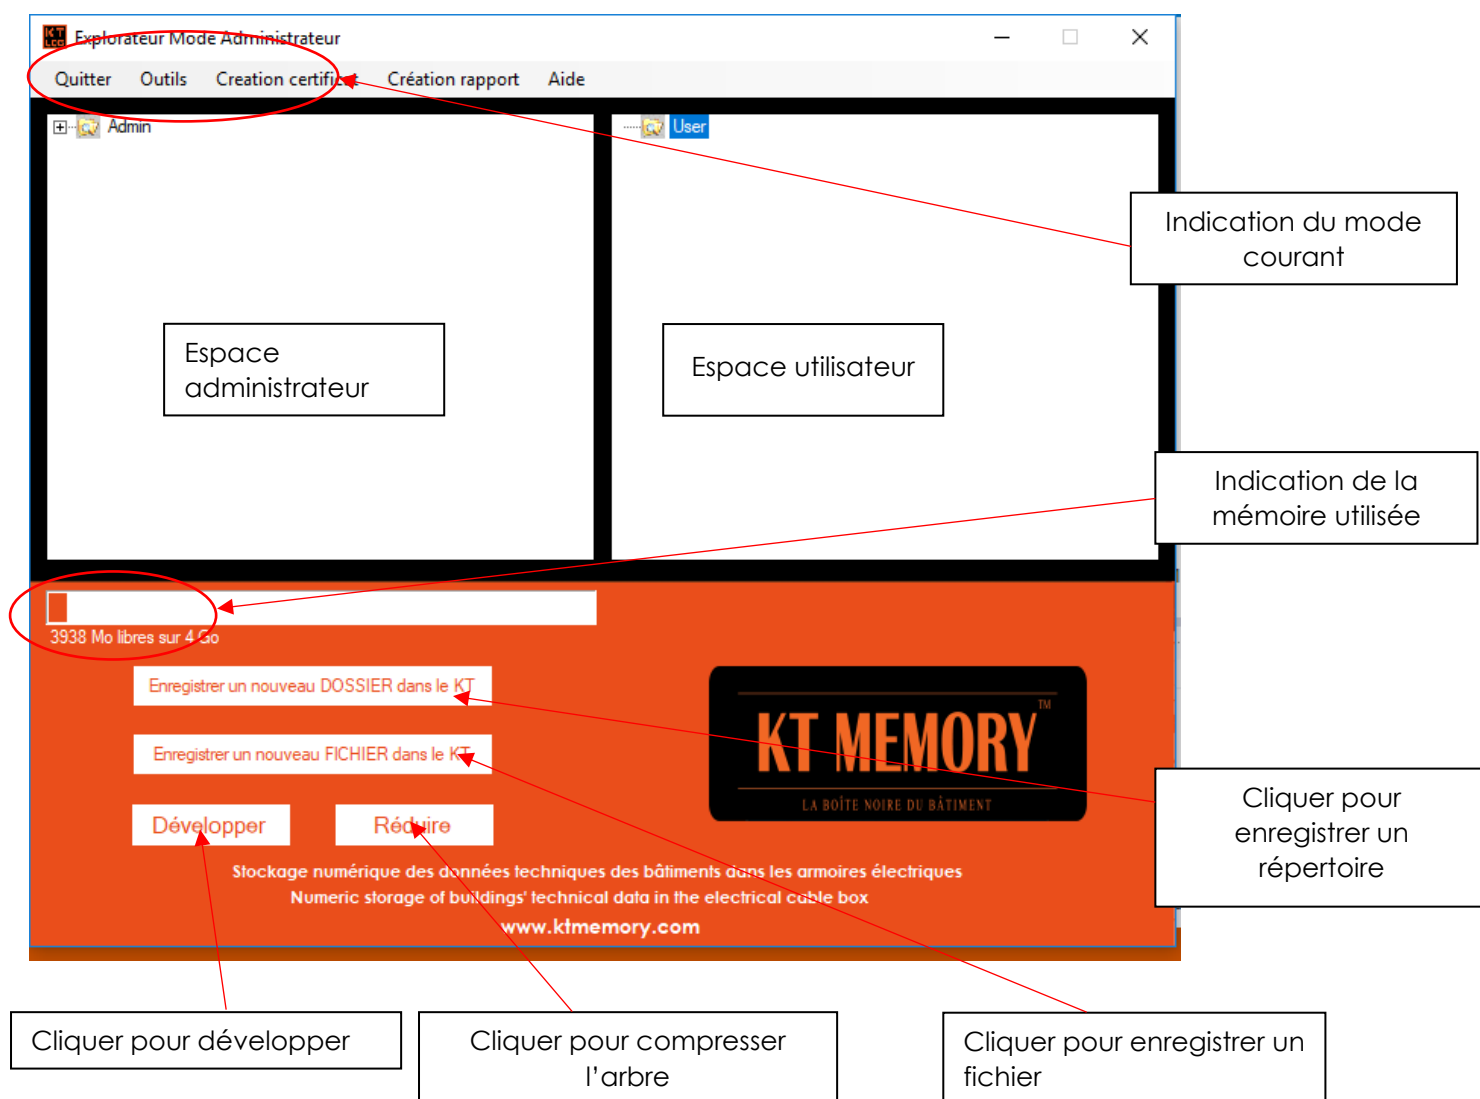 KT
LCG
Explorateur Mode Administrateur
Quitter Outils Creation certificat Création rapport Aide
Admin
User
Indication du mode
courant
Espace
administrateur
Espace utilisateur
Indication de la
mémoire utilisée
3938 Mo libres sur 4 Go
Enregistrer un nouveau DOSSIER dans le KT
Enregistrer un nouveau FICHIER dans le KT
KT MEMORY
TM
LA BOÎTE NOIRE DU BÂTIMENT
Cliquer pour
enregistrer un
répertoire
Développer Réduire
Stockage numérique des données techniques des bâtiments dans les armoires électriques
Numeric storage of buildings' technical data in the electrical cable box
www.ktmemory.com
Cliquer pour développer
Cliquer pour compresser
l'arbre
Cliquer pour enregistrer un
fichier